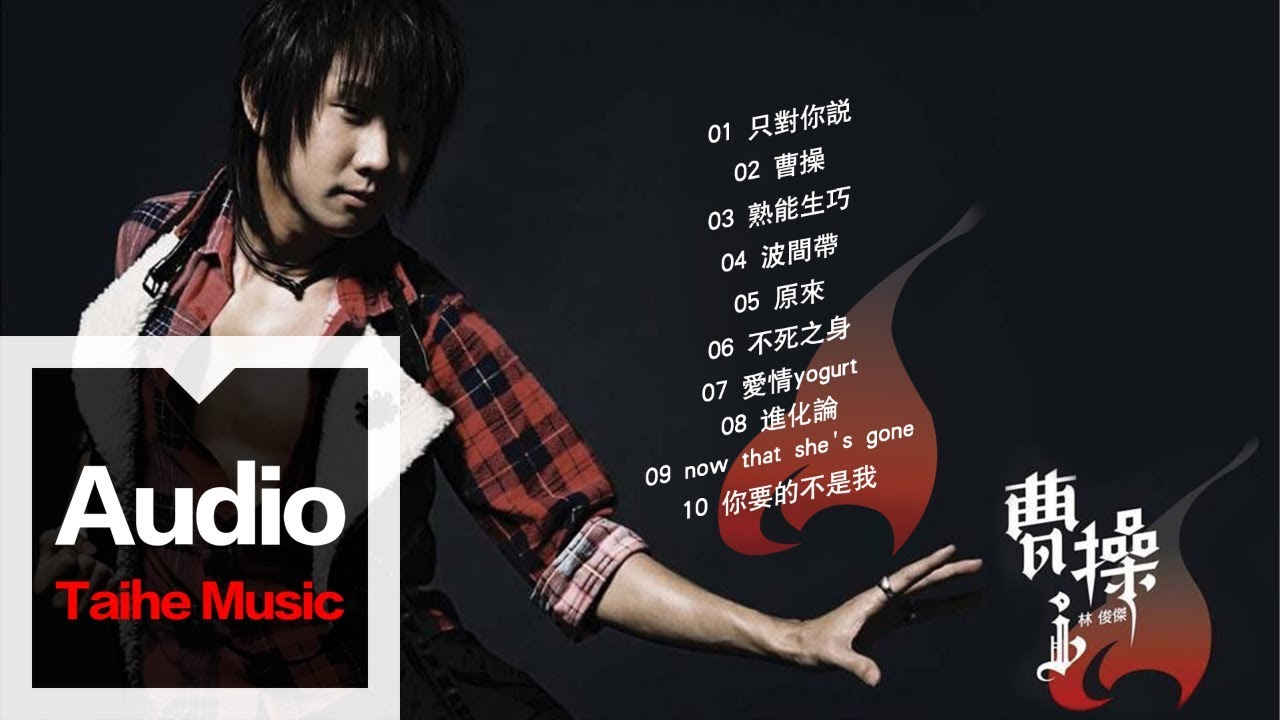 01 只對你説
02 曹操
03 熟能生巧
04 波間帶
05 原來
06 不死之身
07 愛情yogurt
08 進化論
09 now that she's gone
10 你要的不是我
Audio
Taihe Music
曹操
林俊傑